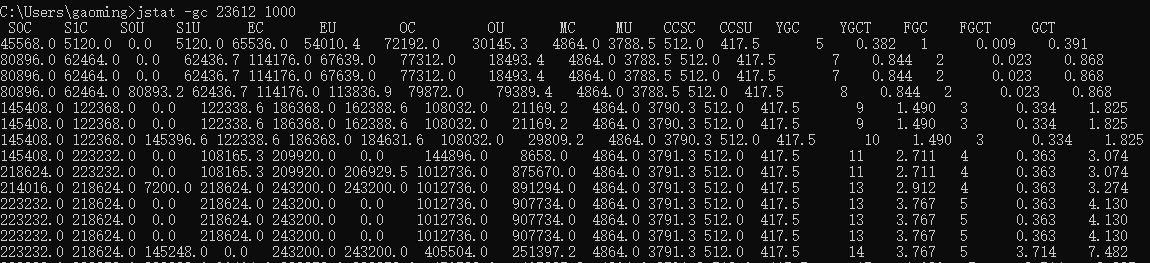 C:\Users\gaoming>jstat -gc 23612 1000
S0C S1C S0U S1U EC EU OC OU MC MU CCSC CCSU YGC YGCT FGC FGCT GCT
45568.0 5120.0 0.0 5120.0 65536.0 54010.4 72192.0 30145.3 4864.0 3788.5 512.0 417.5 5 0.382 1 0.009 0.391
80896.0 62464.0 0.0 62436.7 114176.0 67639.0 77312.0 18493.4 4864.0 3788.5 512.0 417.5 7 0.844 2 0.023 0.868
80896.0 62464.0 0.0 62436.7 114176.0 67639.0 77312.0 18493.4 4864.0 3788.5 512.0 417.5 7 0.844 2 0.023 0.868
80896.0 62464.0 80893.2 62436.7 114176.0 113836.9 79872.0 79389.4 4864.0 3788.5 512.0 417.5 8 0.844 2 0.023 0.868
145408.0 122368.0 0.0 122338.6 186368.0 162388.6 108032.0 21169.2 4864.0 3790.3 512.0 417.5 9 1.490 3 0.334 1.825
145408.0 122368.0 0.0 122338.6 186368.0 162388.6 108032.0 21169.2 4864.0 3790.3 512.0 417.5 9 1.490 3 0.334 1.825
145408.0 122368.0 145396.6 122338.6 186368.0 184631.6 108032.0 29809.2 4864.0 3790.3 512.0 417.5 10 1.490 3 0.334 1.825
145408.0 223232.0 0.0 108165.3 209920.0 0.0 144896.0 8658.0 4864.0 3791.3 512.0 417.5 11 2.711 4 0.363 3.074
218624.0 223232.0 0.0 108165.3 209920.0 206929.5 1012736.0 875670.0 4864.0 3791.3 512.0 417.5 11 2.711 4 0.363 3.074
214016.0 218624.0 7200.0 218624.0 243200.0 243200.0 1012736.0 891294.0 4864.0 3791.3 512.0 417.5 13 2.912 4 0.363 3.274
223232.0 218624.0 0.0 218624.0 243200.0 0.0 1012736.0 907734.0 4864.0 3791.3 512.0 417.5 13 3.767 5 0.363 4.130
223232.0 218624.0 0.0 218624.0 243200.0 0.0 1012736.0 907734.0 4864.0 3791.3 512.0 417.5 13 3.767 5 0.363 4.130
223232.0 218624.0 0.0 218624.0 243200.0 0.0 1012736.0 907734.0 4864.0 3791.3 512.0 417.5 13 3.767 5 0.363 4.130
223232.0 218624.0 145248.0 0.0 243200.0 243200.0 405504.0 251397.2 4864.0 3791.3 512.0 417.5 14 3.767 5 3.714 7.482